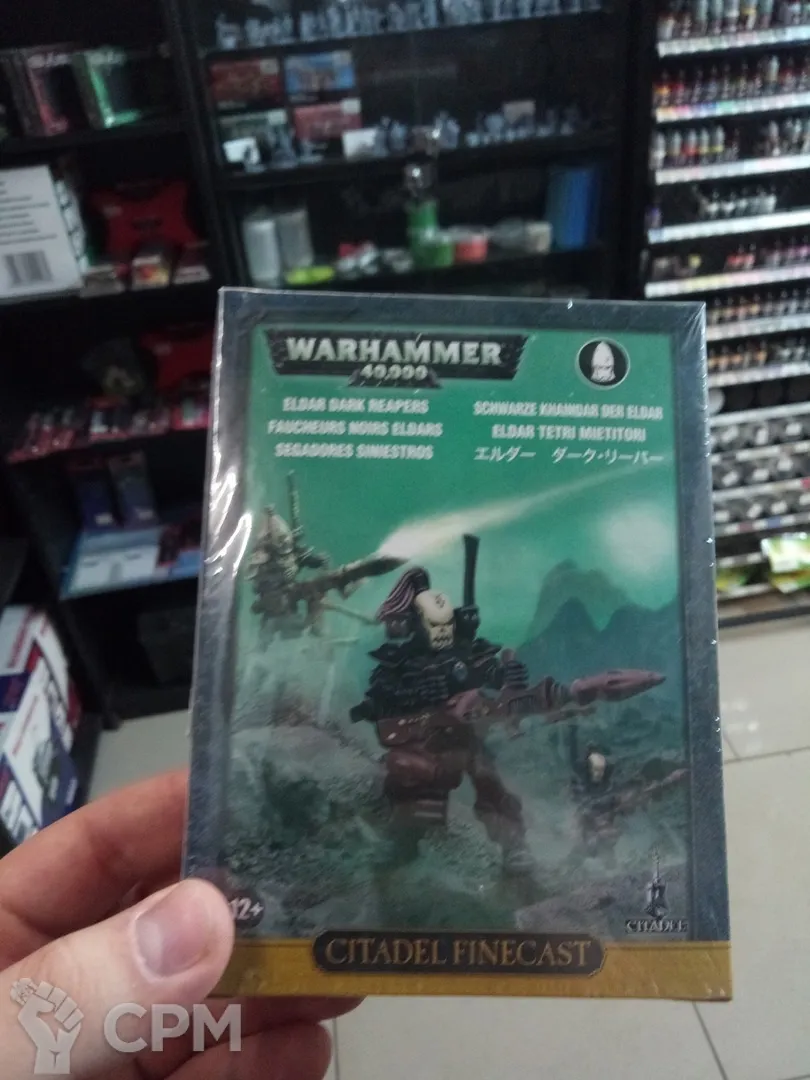 WARHAMMER
40,000
ELDAR DARK REAPERS
FAUCHEURS NOIRS ELDARS
SEGADORES SINIESTROS
SCHWARZE KHAINDAR DER ELDAR
ELDAR TETRI MIETITORI
エルダー ダーク・リーパー
12+
CITADEL
CITADEL FINECAST
CPM